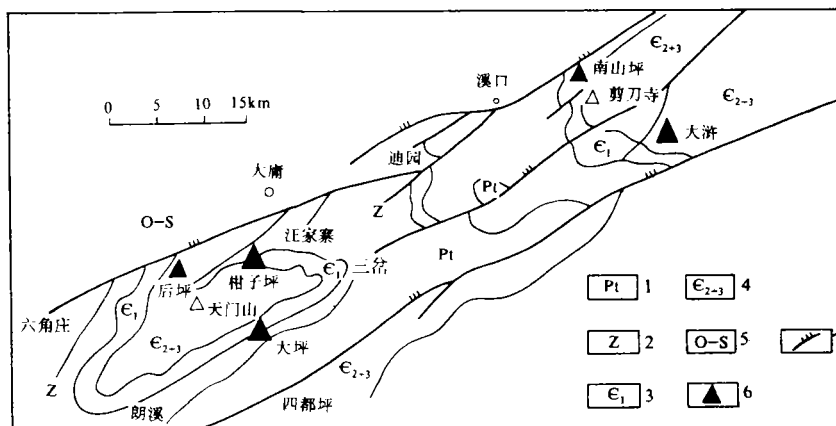 Є₂₊₃
南山坪
溪口
剪刀寺
Є₂₊₃
0 5 10 15km
大浒
迪园
Є₁
大庸
Pt
Z
O-S
汪家寨
三岔
Pt
Є₁
柑子坪
后坪
天门山
Є₁
六角庄
大坪
Є₂₊₃
Є₂₊₃
Z
朗溪
四都坪
Pt 1
Є₂₊₃ 4
Z 2
O-S 5
Є₁ 3
6